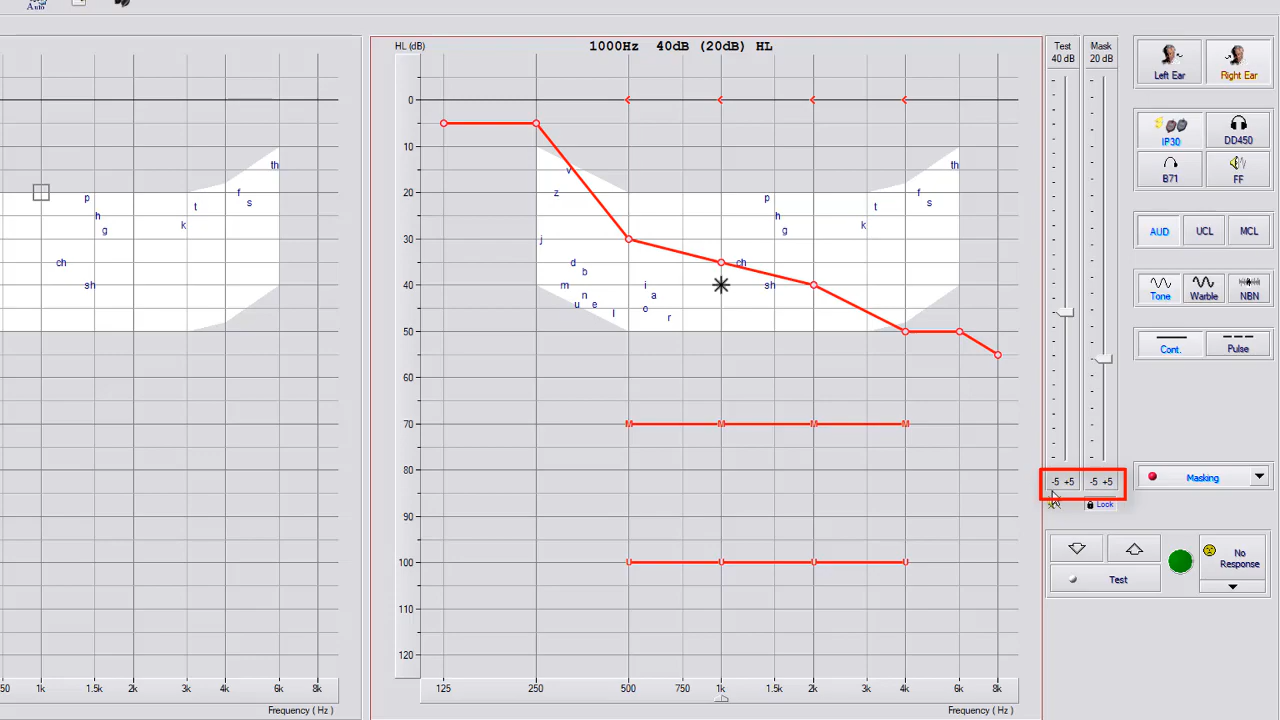 Auto
HL (dB)
1000Hz 40dB (20dB) HL
Test
40 dB
Mask
20 dB
Left Ear
Right Ear
IP30
DD450
B71
FF
AUD
UCL
MCL
Tone
Warble
NBN
Cont.
Pulse
Masking
-5 +5
-5 +5
Lock
Test
No
Response
0
10
20
30
40
50
60
70
80
90
100
110
120
th
p
f
s
h
t
g
k
ch
sh
v
th
z
p
f
s
h
t
g
k
j
d
ch
b
m
i
sh
n
a
u e
o
l
r
M M M M
U U U U
50 1k 1.5k 2k 3k 4k 6k 8k
Frequency ( Hz )
125 250 500 750 1k 1.5k 2k 3k 4k 6k 8k
Frequency ( Hz )